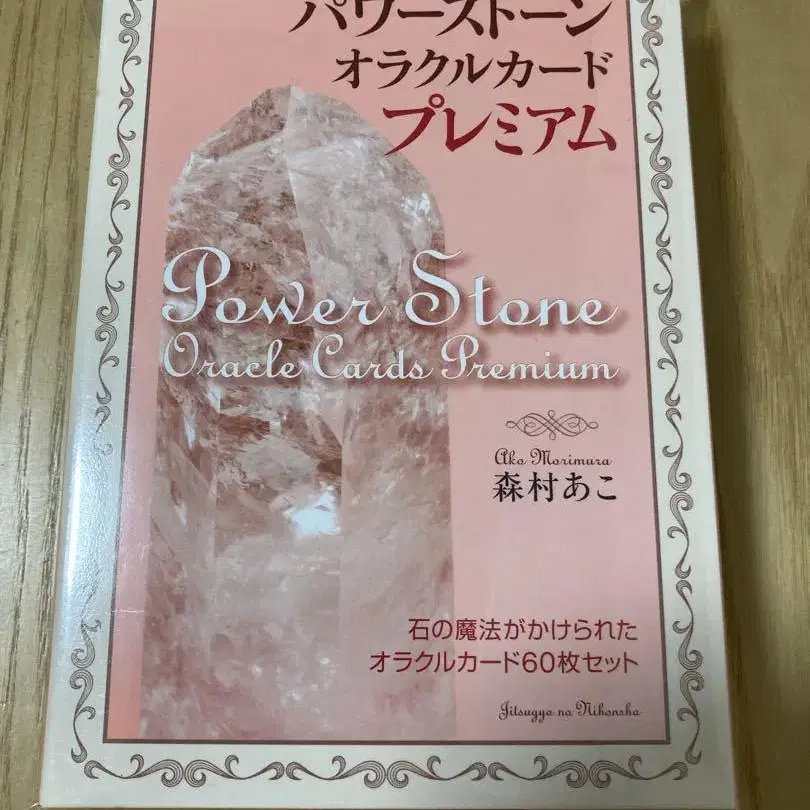 パワーストーン
オラクルカード
プレミアム
Power Stone
Oracle Cards Premium
Ako Morimura
森村あこ
石の魔法がかけられた
オラクルカード60枚セット
Jitsugyo no Nihonsha